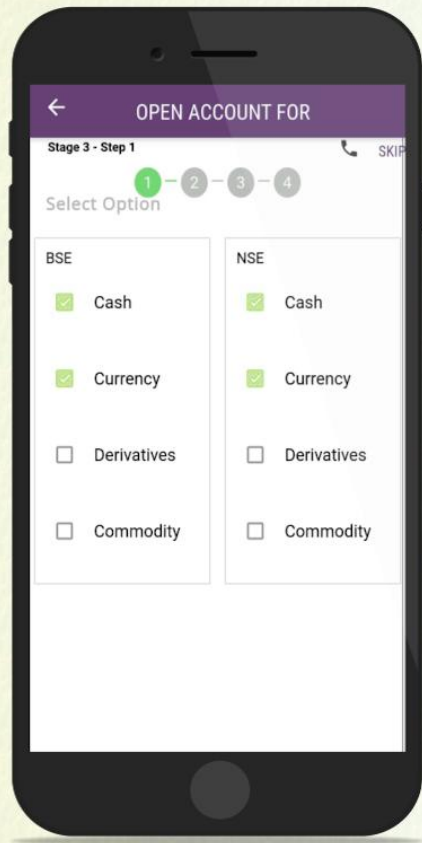 OPEN ACCOUNT FOR
Stage 3 - Step 1
SKIP
1 2 3 4
Select Option
BSE
Cash
Currency
Derivatives
Commodity
NSE
Cash
Currency
Derivatives
Commodity